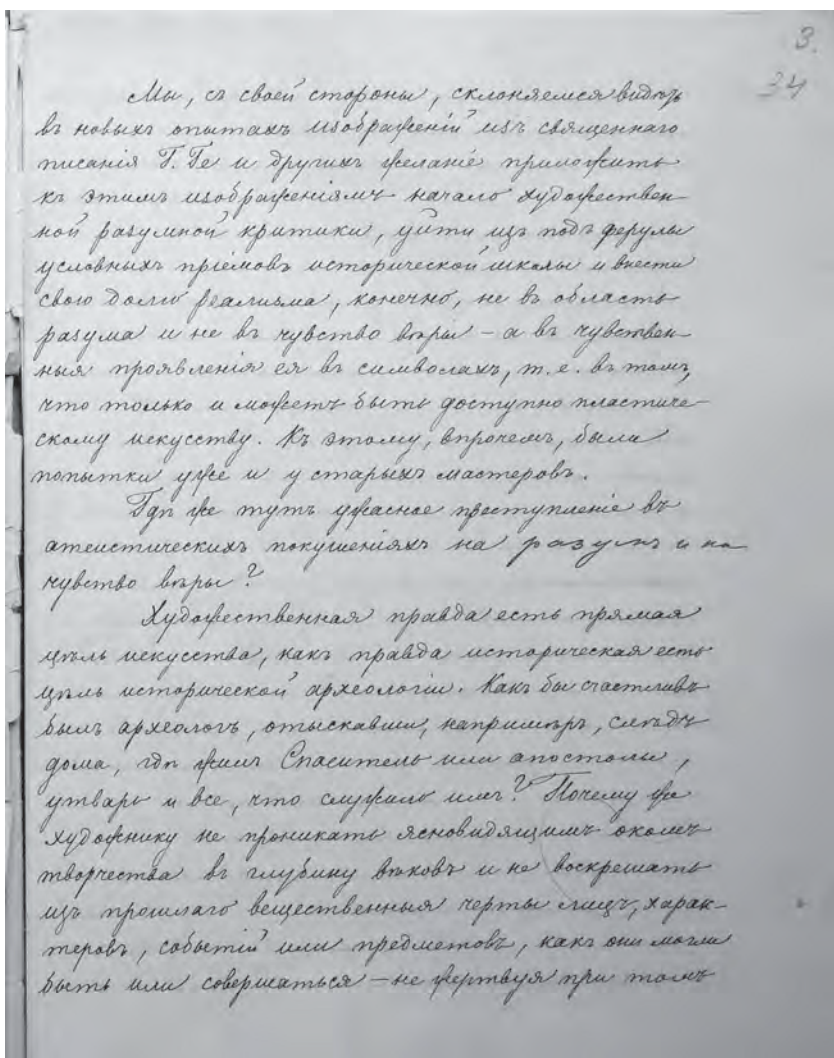 3.
34
Мы, съ своей стороны, склоняемся видѣть
въ новыхъ опытахъ изображеній изъ священнаго
писанія Г. Ге и другихъ желаніе приложить
къ этимъ изображеніямъ начало художествен-
ной разумной критики, уйти изъ подъ ферулы
условныхъ пріемовъ исторической школы и внести
свою долю реализма, конечно, не въ область
разума и не въ чувство вѣры – а въ чувствен-
ныя проявленія ея въ символахъ, т. е. въ томъ,
что только и можетъ быть доступно пластиче-
скому искусству. Къ этому, впрочемъ, были
попытки уже и у старыхъ мастеровъ.
Гдѣ же тутъ ужасное преступленіе въ
атеистическихъ покушеніяхъ на разумъ и на
чувство вѣры?
Художественная правда есть прямая
цѣль искусства, какъ правда историческая есть
цѣль исторической археологіи. Какъ бы счастливъ
былъ археологъ, отыскавши, напримѣръ, слѣды
дома, гдѣ жилъ Спаситель или апостолы,
утварь и все, что служило имъ? Почему же
художнику не проникать ясновидящимъ окомъ
творчества въ глубину вѣковъ и не воскрешать
изъ прошлаго вещественныя черты лицъ, харак-
теровъ, событій или предметовъ, какъ они могли
быть или совершаться – не жертвуя при томъ